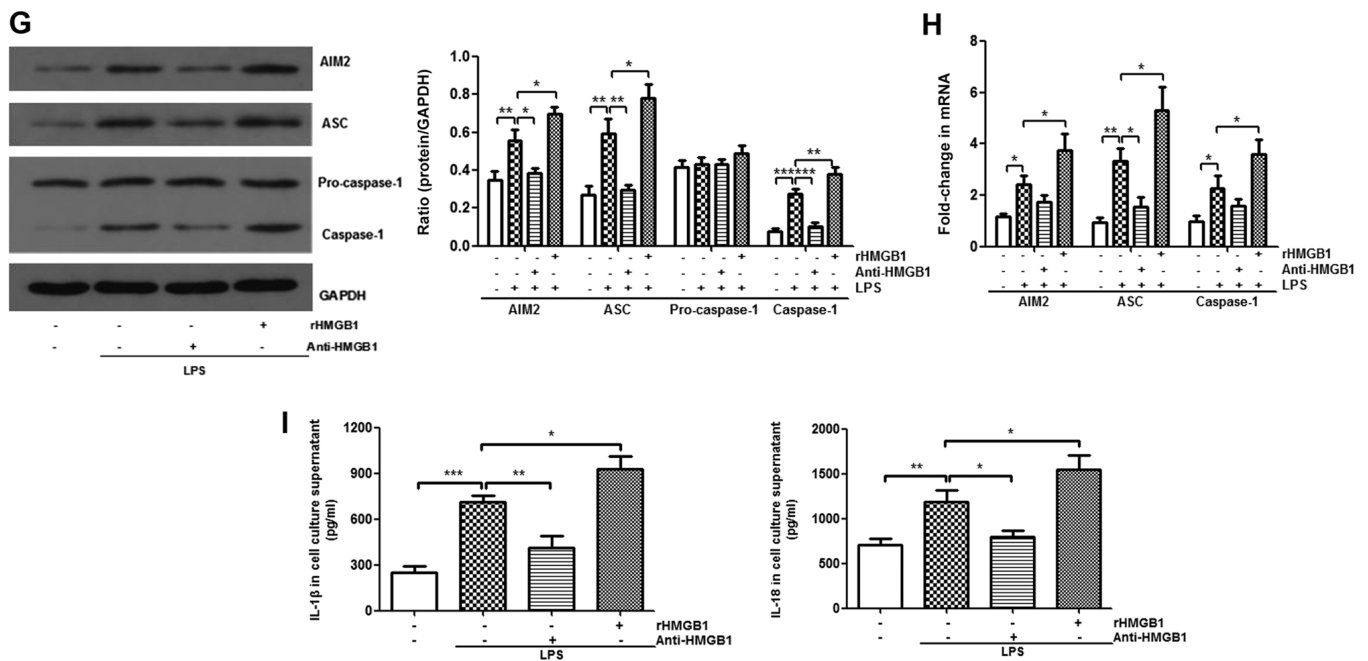 G
AIM2
ASC
Pro-caspase-1
Caspase-1
GAPDH
- - - + rHMGB1
- - + - Anti-HMGB1
LPS
Ratio (protein/GAPDH)
1.0
0.8
0.6
0.4
0.2
0.0
** * *
** ** *
*** *** **
- - - + - - - + - - - + - - - + rHMGB1
- - + - - - + - - - + - - - + - Anti-HMGB1
- + + + - + + + - + + + - + + + LPS
AIM2 ASC Pro-caspase-1 Caspase-1
H
Fold-change in mRNA
8
6
4
2
0
* *
** * *
* *
- - - + - - - + - - - + rHMGB1
- - + - - - + - - - + - Anti-HMGB1
- + + + - + + + - + + + LPS
AIM2 ASC Caspase-1
I
IL-1β in cell culture supernatant
(pg/ml)
1200
900
600
300
0
*
*** **
- - - + rHMGB1
- - + - Anti-HMGB1
LPS
IL-18 in cell culture supernatant
(pg/ml)
2000
1500
1000
500
0
*
** *
- - - + rHMGB1
- - + - Anti-HMGB1
LPS